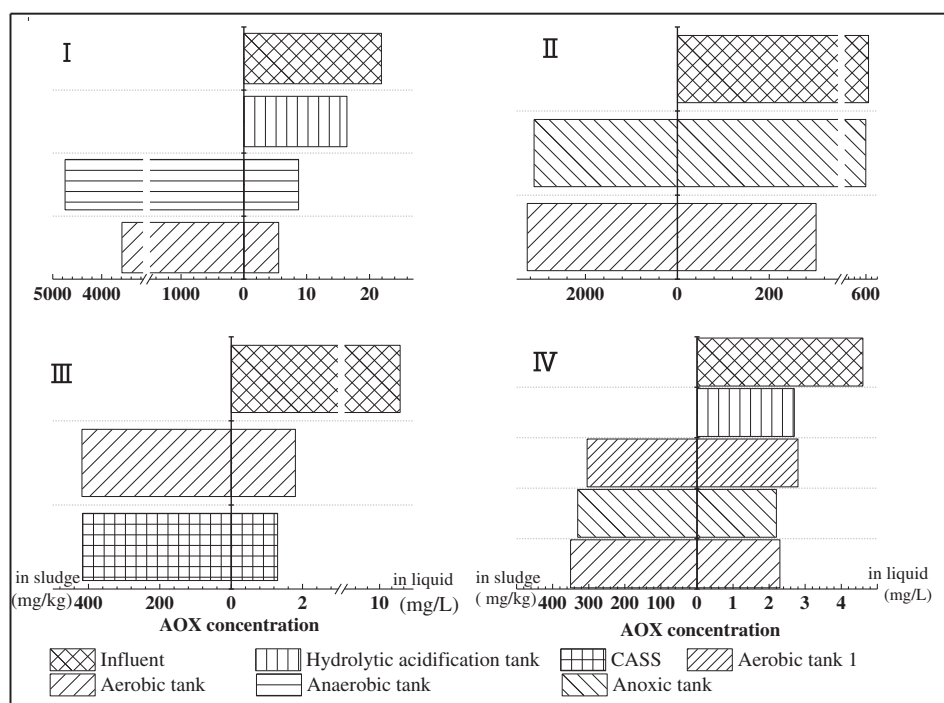 I
II
5000 4000 1000 0 10 20
2000 0 200 600
III
IV
in sludge
(mg/kg)
400 200 0 2 10
in liquid
(mg/L)
in sludge
( mg/kg)
400 300 200 100 0 1 2 3 4
in liquid
(mg/L)
AOX concentration
AOX concentration
Influent Hydrolytic acidification tank CASS Aerobic tank 1
Aerobic tank Anaerobic tank Anoxic tank